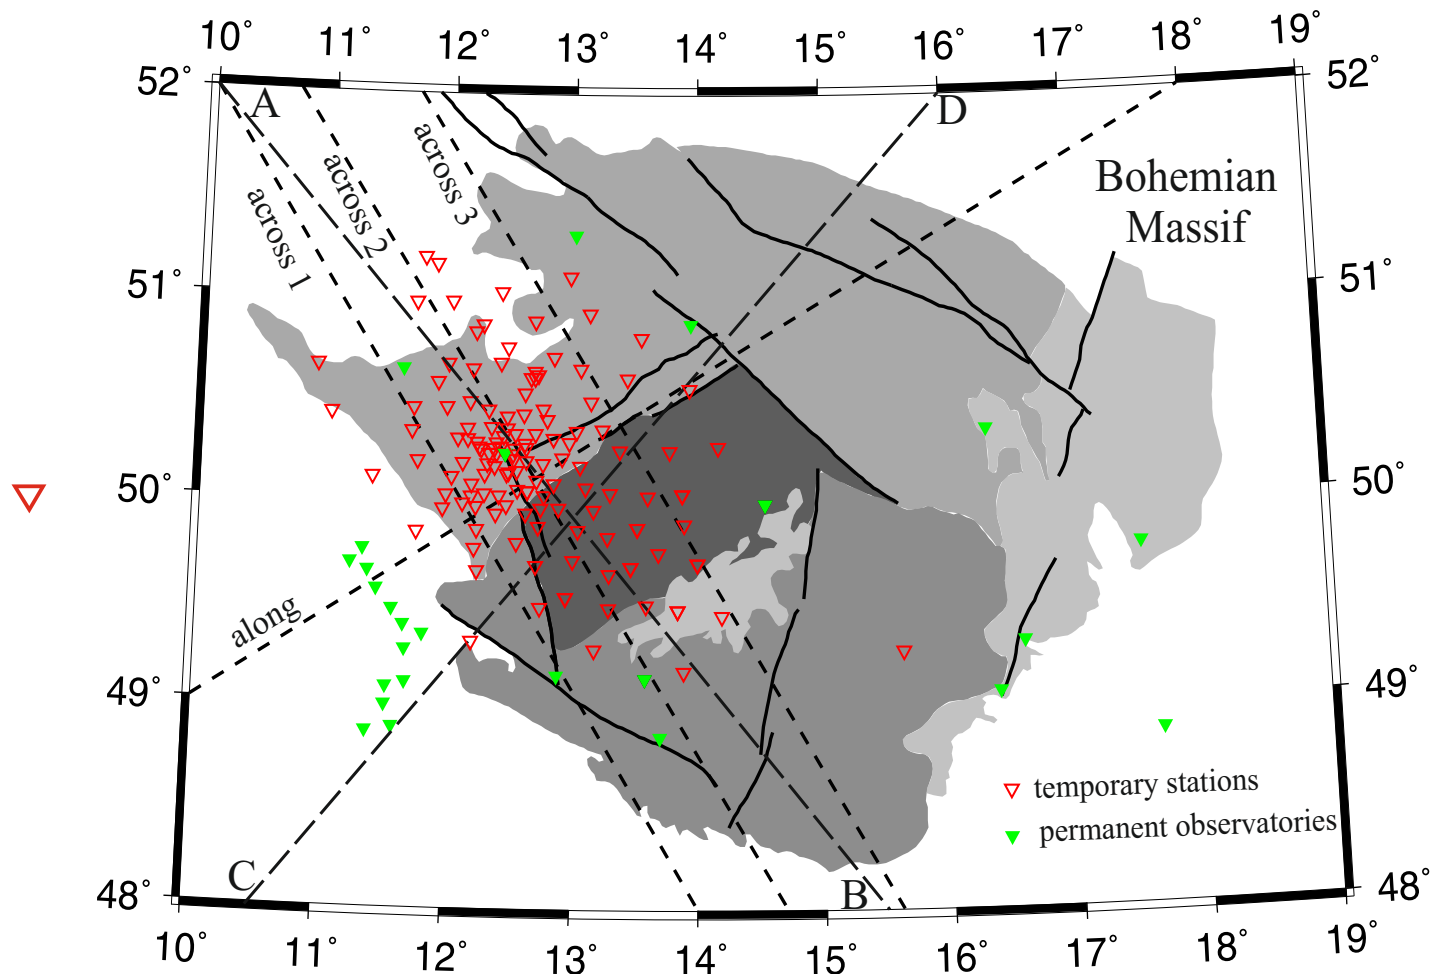 10° 11° 12° 13° 14° 15° 16° 17° 18° 19°
52° 52°
A D
across 1
across 2
across 3
Bohemian
Massif
51° 51°
50° 50°
along
49° 49°
temporary stations
permanent observatories
C B
48° 48°
10° 11° 12° 13° 14° 15° 16° 17° 18° 19°